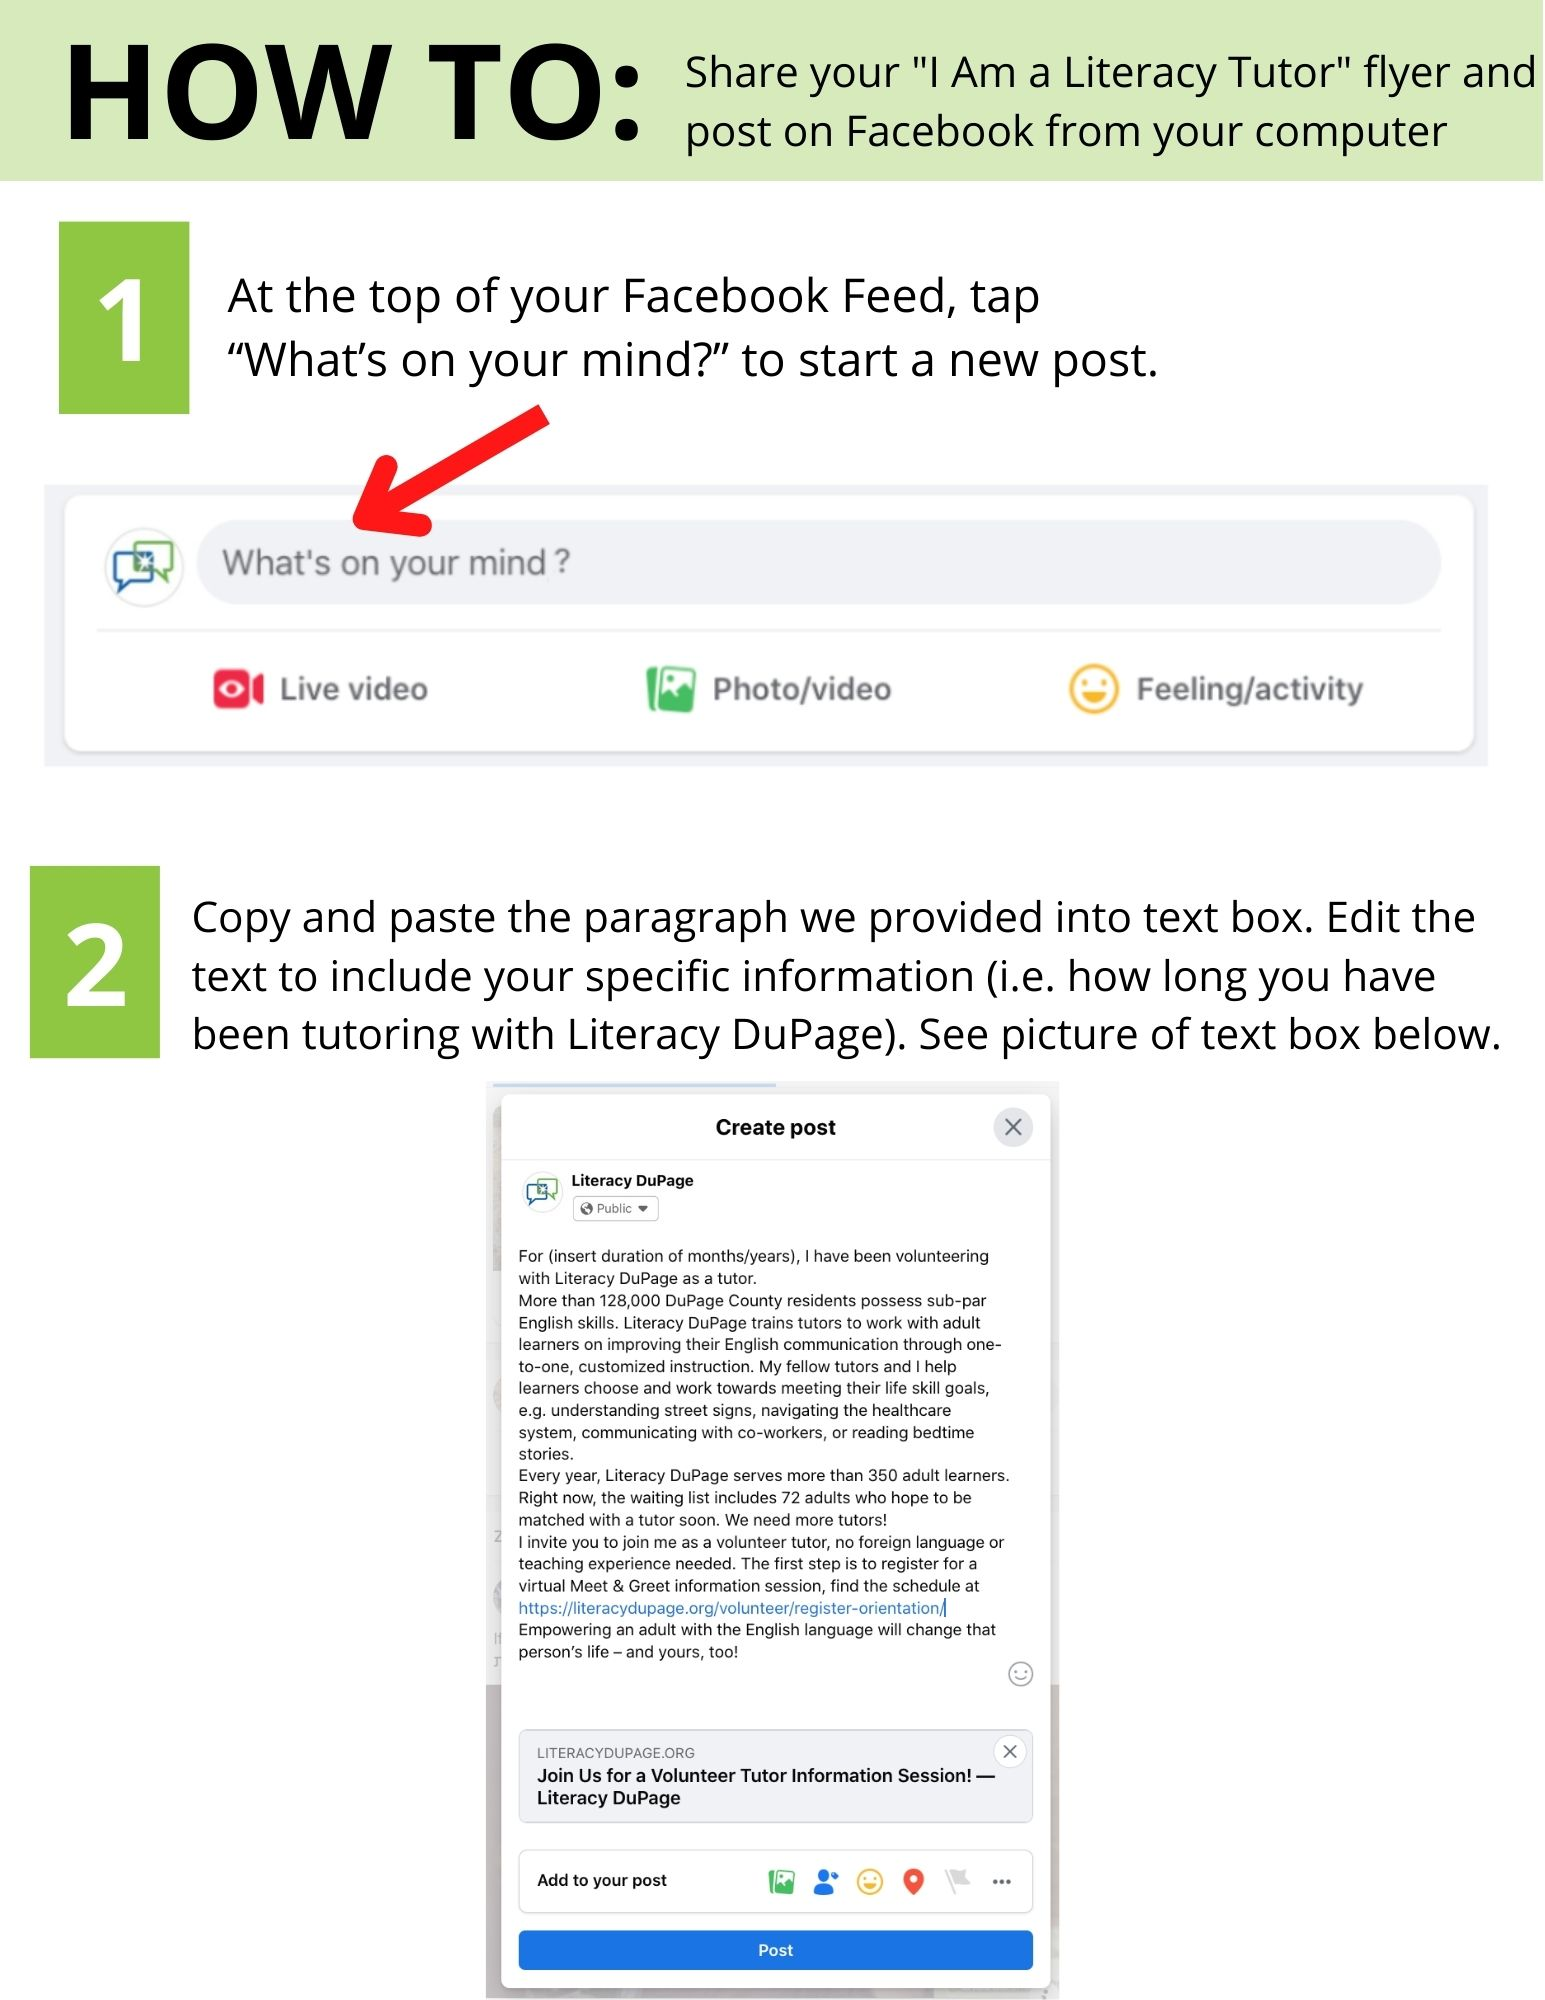 HOW TO:
Share your "I Am a Literacy Tutor" flyer and
post on Facebook from your computer
1
At the top of your Facebook Feed, tap
“What’s on your mind?” to start a new post.
What's on your mind ?
Live video
Photo/video
Feeling/activity
2
Copy and paste the paragraph we provided into text box. Edit the
text to include your specific information (i.e. how long you have
been tutoring with Literacy DuPage). See picture of text box below.
Create post
Literacy DuPage
Public
For (insert duration of months/years), I have been volunteering
with Literacy DuPage as a tutor.
More than 128,000 DuPage County residents possess sub-par
English skills. Literacy DuPage trains tutors to work with adult
learners on improving their English communication through one-
to-one, customized instruction. My fellow tutors and I help
learners choose and work towards meeting their life skill goals,
e.g. understanding street signs, navigating the healthcare
system, communicating with co-workers, or reading bedtime
stories.
Every year, Literacy DuPage serves more than 350 adult learners.
Right now, the waiting list includes 72 adults who hope to be
matched with a tutor soon. We need more tutors!
I invite you to join me as a volunteer tutor, no foreign language or
teaching experience needed. The first step is to register for a
virtual Meet & Greet information session, find the schedule at
https://literacydupage.org/volunteer/register-orientation/
Empowering an adult with the English language will change that
person’s life – and yours, too!
LITERACYDUPAGE.ORG
Join Us for a Volunteer Tutor Information Session! —
Literacy DuPage
Add to your post
Post